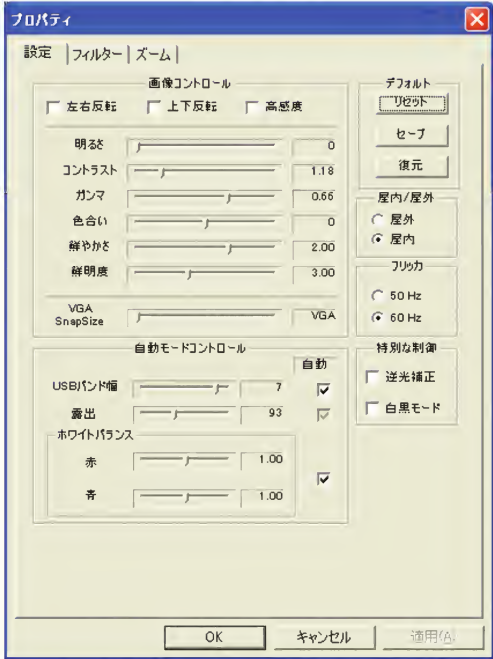 プロパティ
設定 フィルター ズーム
画像コントロール
左右反転 上下反転 高感度
明るさ 0
コントラスト 1.18
ガンマ 0.66
色合い 0
鮮やかさ 2.00
鮮明度 3.00
VGA
SnapSize VGA
デフォルト
リセット
セーブ
復元
屋内/屋外
屋外
屋内
フリッカ
50 Hz
60 Hz
自動モードコントロール
自動
USBバンド幅 7
露出 93
ホワイトバランス
赤 1.00
青 1.00
特別な制御
逆光補正
白黒モード
OK キャンセル 適用(A)